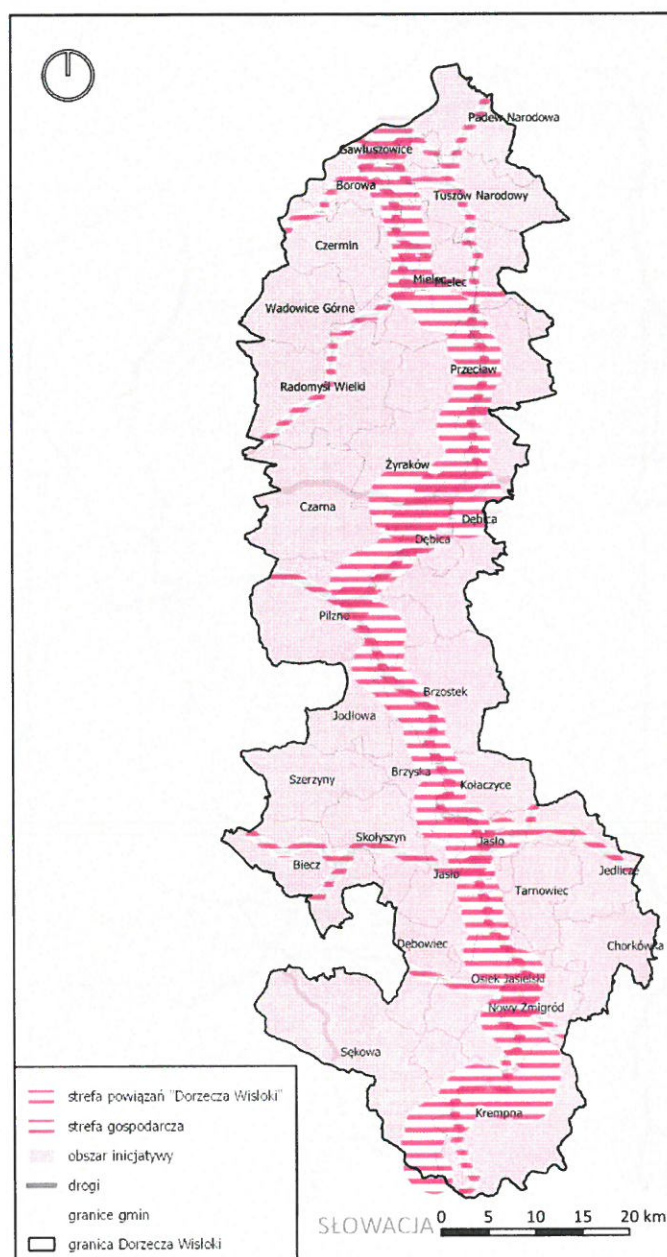 Padew Narodowa
Gawłuszowice
Borowa
Tuszów Narodowy
Czermin
Mielec
Mielec
Wadowice Górne
Przecław
Radomyśl Wielki
Żyraków
Czarna
Dębica
Dębica
Pilzno
Brzostek
Jodłowa
Brzyska
Szerzyny
Kołaczyce
Skołyszyn
Jasło
Biecz
Jasło
Jedlicze
Tarnowiec
Dębowiec
Chorkówka
Osiek Jasielski
Nowy Żmigród
Sękowa
Krempna
strefa powiązań "Dorzecza Wisłoki"
strefa gospodarcza
obszar inicjatywy
drogi
granice gmin
granica Dorzecza Wisłoki
SŁOWACJA
0 5 10 15 20 km